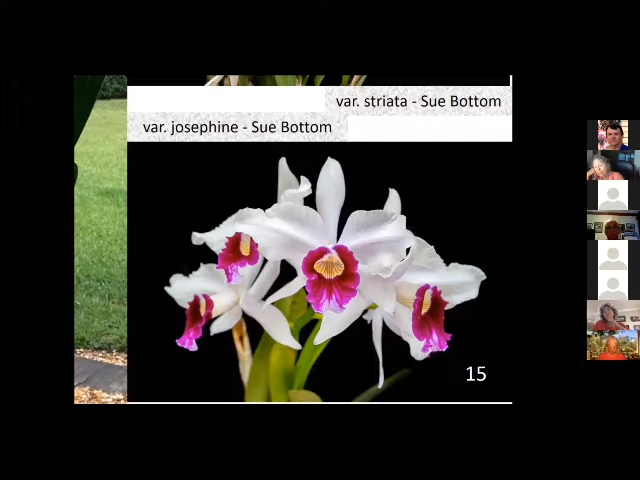 var. striata - Sue Bottom
var. josephine - Sue Bottom
15